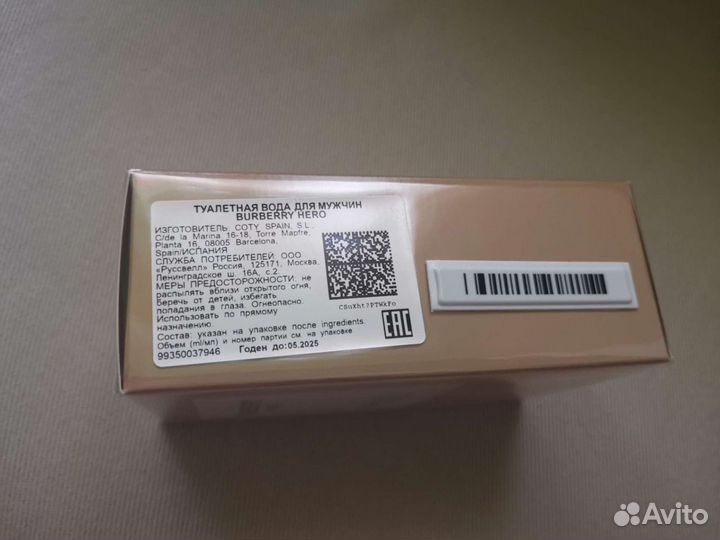 ТУАЛЕТНАЯ ВОДА ДЛЯ МУЖЧИН
BURBERRY HERO
ИЗГОТОВИТЕЛЬ: COTY, SPAIN, S.L.,
C/de la Marina 16-18, Torre Mapfre,
Planta 16, 08005 Barcelona,
Spain/ИСПАНИЯ
СЛУЖБА ПОТРЕБИТЕЛЕЙ: ООО
«Руссвелл» Россия, 125171, Москва,
Ленинградское ш. 16А, с.2.
МЕРЫ ПРЕДОСТОРОЖНОСТИ: не
распылять вблизи открытого огня,
Беречь от детей, избегать
попадания в глаза. Огнеопасно.
Использовать по прямому
назначению.
Состав: указан на упаковке после ingredients.
Объем (ml/мл) и номер партии см. на упаковке
99350037946 Годен до:05.2025
EAC
Avito